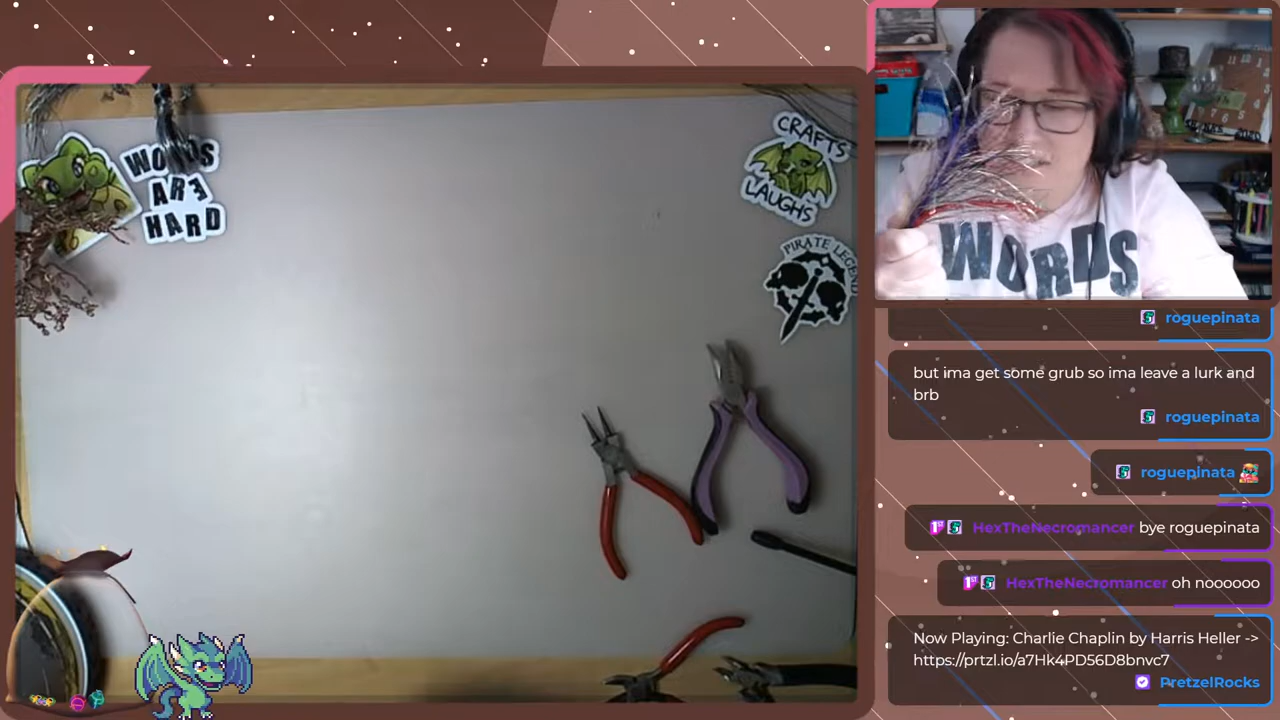 WORDS
ARE
HARD
CRAFTS
LAUGHS
PIRATE LEGEND
WORDS
roguepinata
but ima get some grub so ima leave a lurk and
brb
roguepinata
roguepinata
HexTheNecromancer bye roguepinata
HexTheNecromancer oh noooooo
Now Playing: Charlie Chaplin by Harris Heller ->
https://prtzl.io/a7Hk4PD56D8bnvc7
PretzelRocks